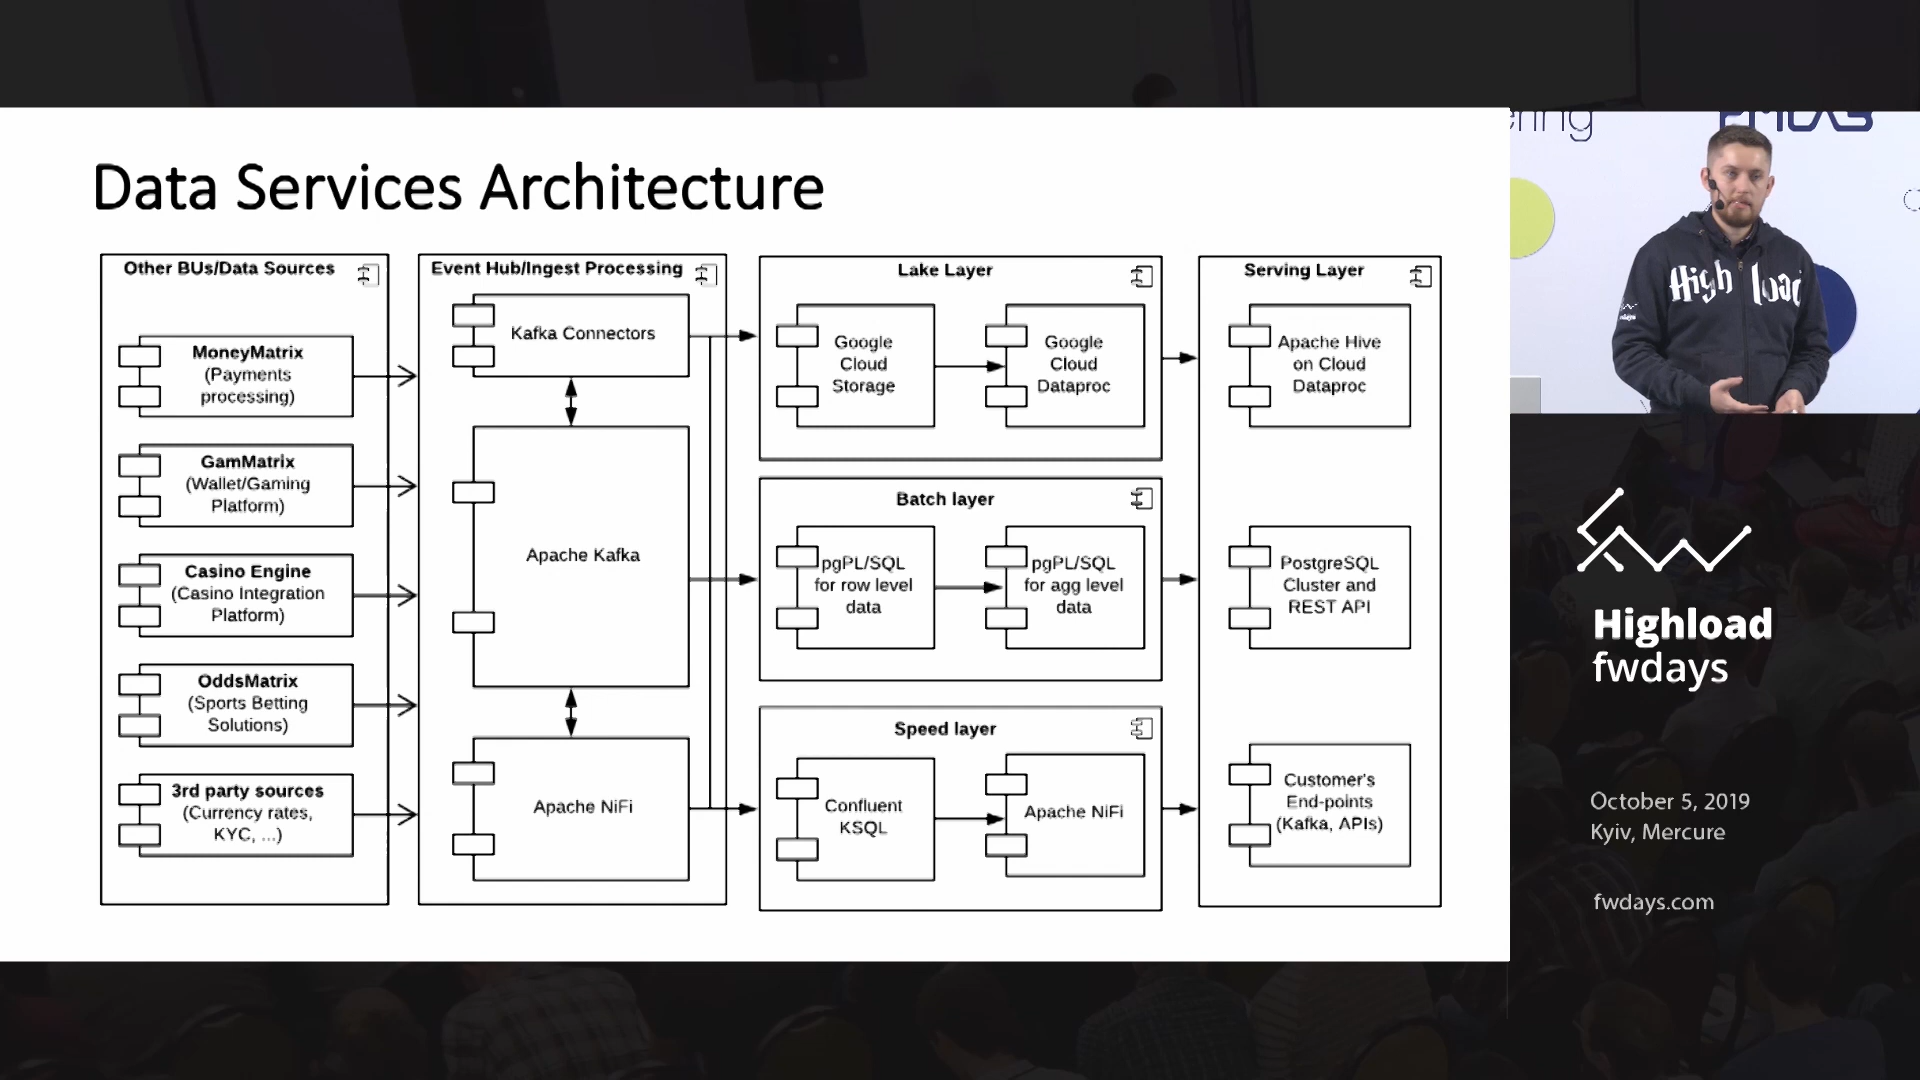 Data Services Architecture
Other BUs/Data Sources
MoneyMatrix
(Payments
processing)
GamMatrix
(Wallet/Gaming
Platform)
Casino Engine
(Casino Integration
Platform)
OddsMatrix
(Sports Betting
Solutions)
3rd party sources
(Currency rates,
KYC, ...)
Event Hub/Ingest Processing
Kafka Connectors
Apache Kafka
Apache NiFi
Lake Layer
Google
Cloud
Storage
Google
Cloud
Dataproc
Batch layer
pgPL/SQL
for row level
data
pgPL/SQL
for agg level
data
Speed layer
Confluent
KSQL
Apache NiFi
Serving Layer
Apache Hive
on Cloud
Dataproc
PostgreSQL
Cluster and
REST API
Customer's
End-points
(Kafka, APIs)
High load
Highload
fwdays
October 5, 2019
Kyiv, Mercure
fwdays.com